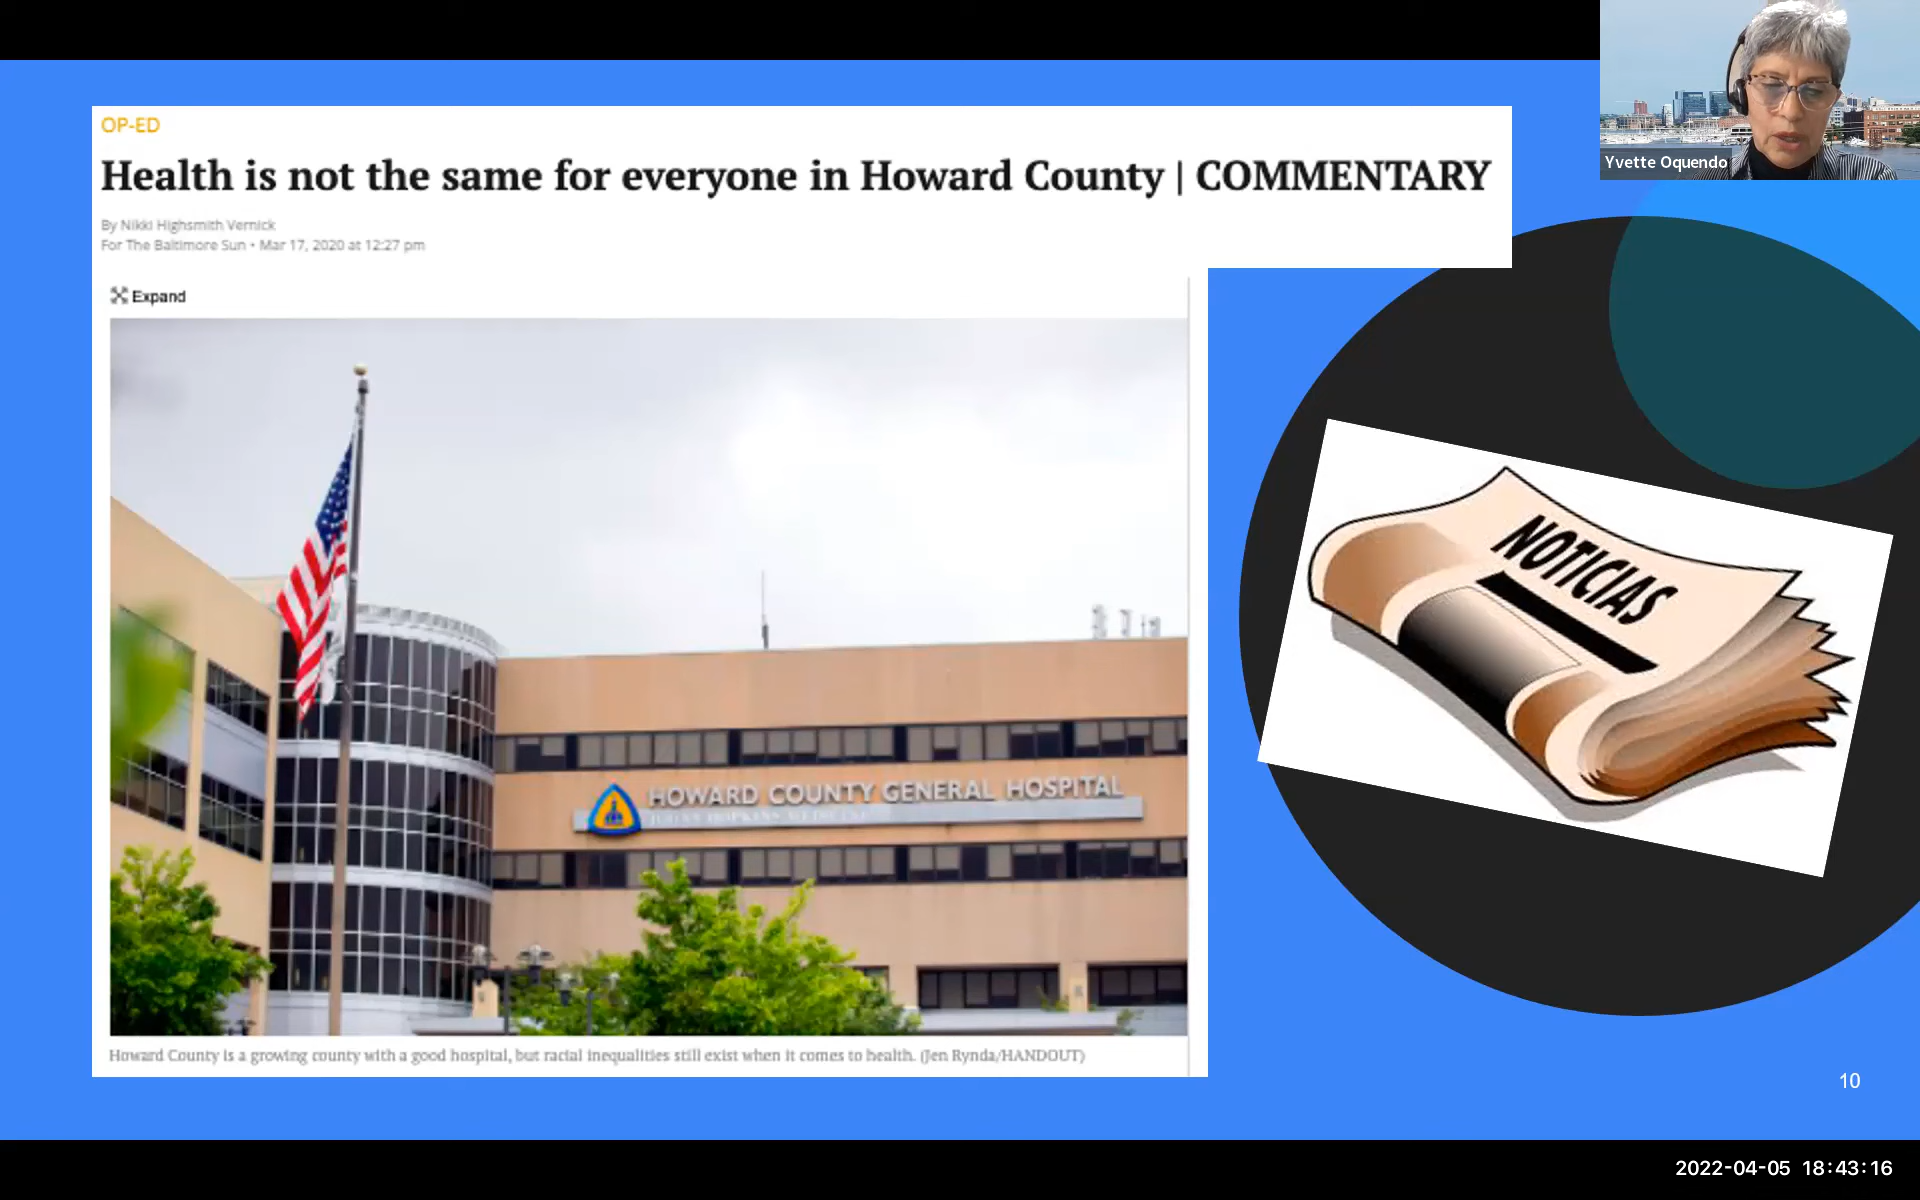 OP-ED
Health is not the same for everyone in Howard County | COMMENTARY
By Nikki Highsmith Vernick
For The Baltimore Sun • Mar 17, 2020 at 12:27 pm
Expand
HOWARD COUNTY GENERAL HOSPITAL
JOHNS HOPKINS MEDICINE
Howard County is a growing county with a good hospital, but racial inequalities still exist when it comes to health. (Jen Rynda/HANDOUT)
Yvette Oquendo
NOTICIAS
10
2022-04-05 18:43:16